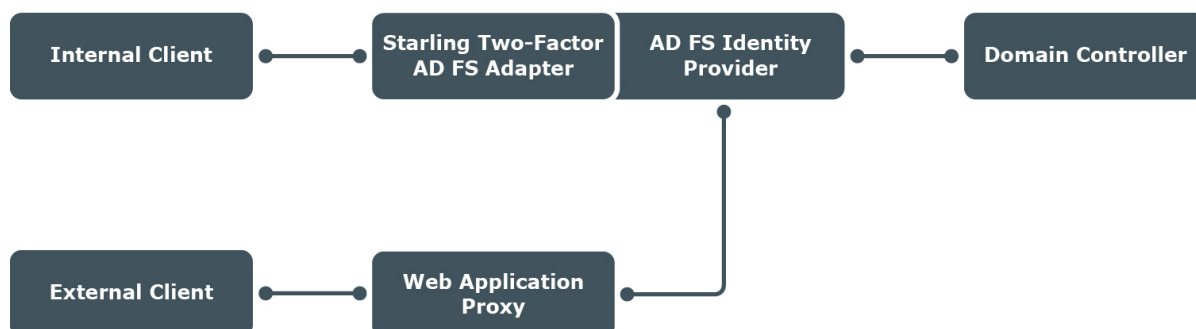 Internal Client
Starling Two-Factor
AD FS Adapter
AD FS Identity
Provider
Domain Controller
External Client
Web Application
Proxy